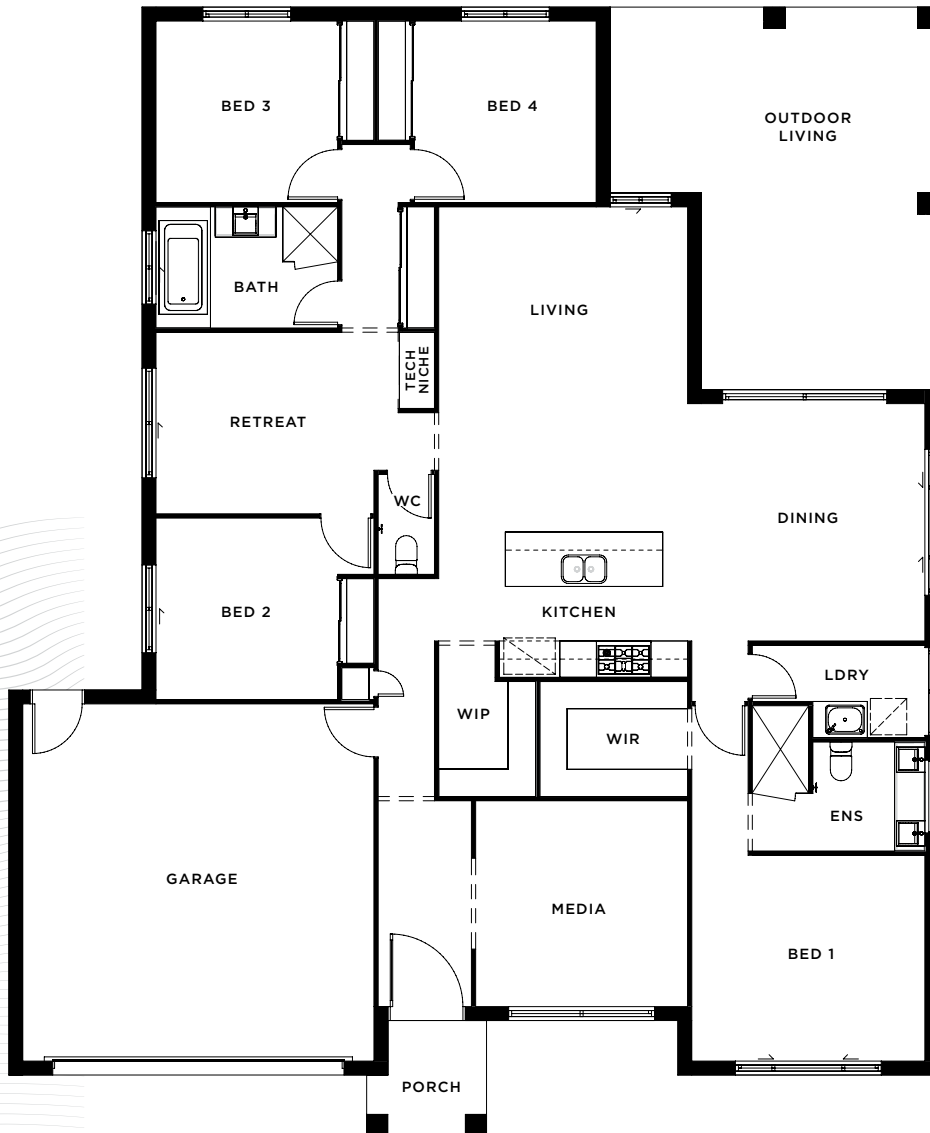 BED 3
BED 4
OUTDOOR
LIVING
BATH
LIVING
TECH
NICHE
RETREAT
WC
DINING
BED 2
KITCHEN
LDRY
WIP
WIR
ENS
GARAGE
MEDIA
BED 1
PORCH